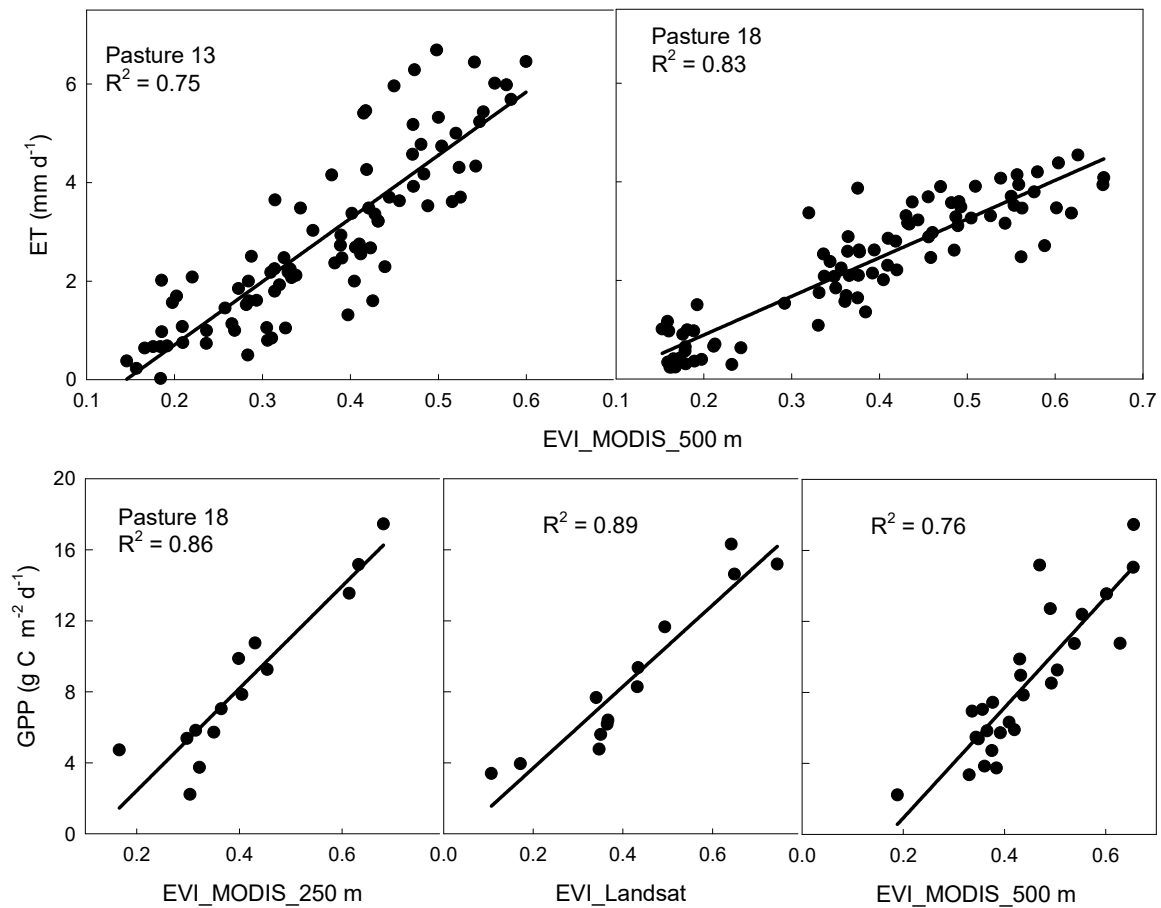 Pasture 13
R² = 0.75
Pasture 18
R² = 0.83
ET (mm d⁻¹)
6
4
2
0
0.1 0.2 0.3 0.4 0.5 0.6 0.1 0.2 0.3 0.4 0.5 0.6 0.7
EVI_MODIS_500 m
Pasture 18
R² = 0.86
R² = 0.89
R² = 0.76
GPP (g C m⁻² d⁻¹)
20
16
12
8
4
0
0.2 0.4 0.6 0.0 0.2 0.4 0.6 0.0 0.2 0.4 0.6
EVI_MODIS_250 m EVI_Landsat EVI_MODIS_500 m